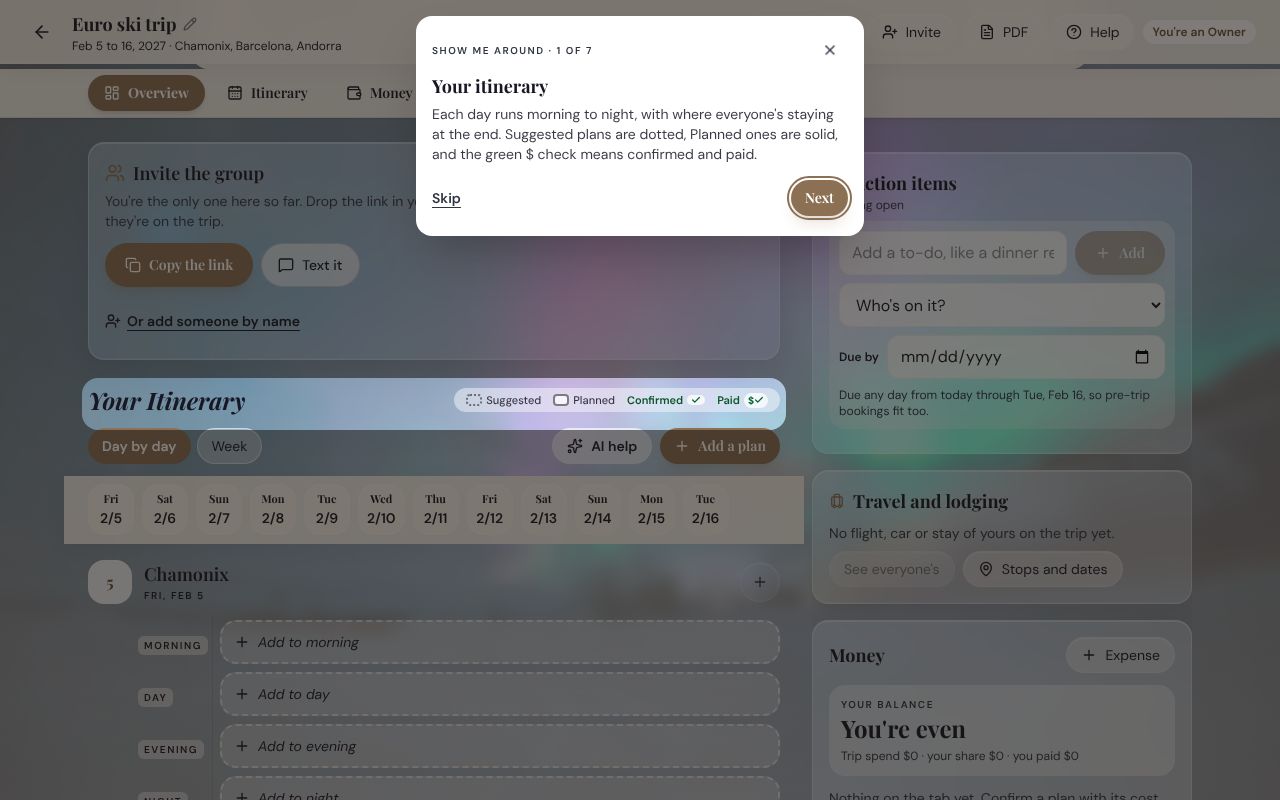 Euro ski trip
Feb 5 to 16, 2027 · Chamonix, Barcelona, Andorra
Invite
PDF
Help
You're an Owner
SHOW ME AROUND · 1 OF 7
Your itinerary
Each day runs morning to night, with where everyone's staying
at the end. Suggested plans are dotted, Planned ones are solid,
and the green $ check means confirmed and paid.
Skip
Next
Overview
Itinerary
Money
Invite the group
You're the only one here so far. Drop the link in
they're on the trip.
Copy the link
Text it
Or add someone by name
Your Itinerary
Suggested
Planned
Confirmed
Paid $
Day by day
Week
AI help
Add a plan
Fri
2/5
Sat
2/6
Sun
2/7
Mon
2/8
Tue
2/9
Wed
2/10
Thu
2/11
Fri
2/12
Sat
2/13
Sun
2/14
Mon
2/15
Tue
2/16
5
Chamonix
FRI, FEB 5
MORNING
Add to morning
DAY
Add to day
EVENING
Add to evening
NIGHT
Add to night
items
open
Add a to-do, like a dinner re
Add
Who's on it?
Due by
mm/dd/yyyy
Due any day from today through Tue, Feb 16, so pre-trip
bookings fit too.
Travel and lodging
No flight, car or stay of yours on the trip yet.
See everyone's
Stops and dates
Money
Expense
YOUR BALANCE
You're even
Trip spend $0 · your share $0 · you paid $0
Nothing on the tab yet. Confirm a plan with its cost